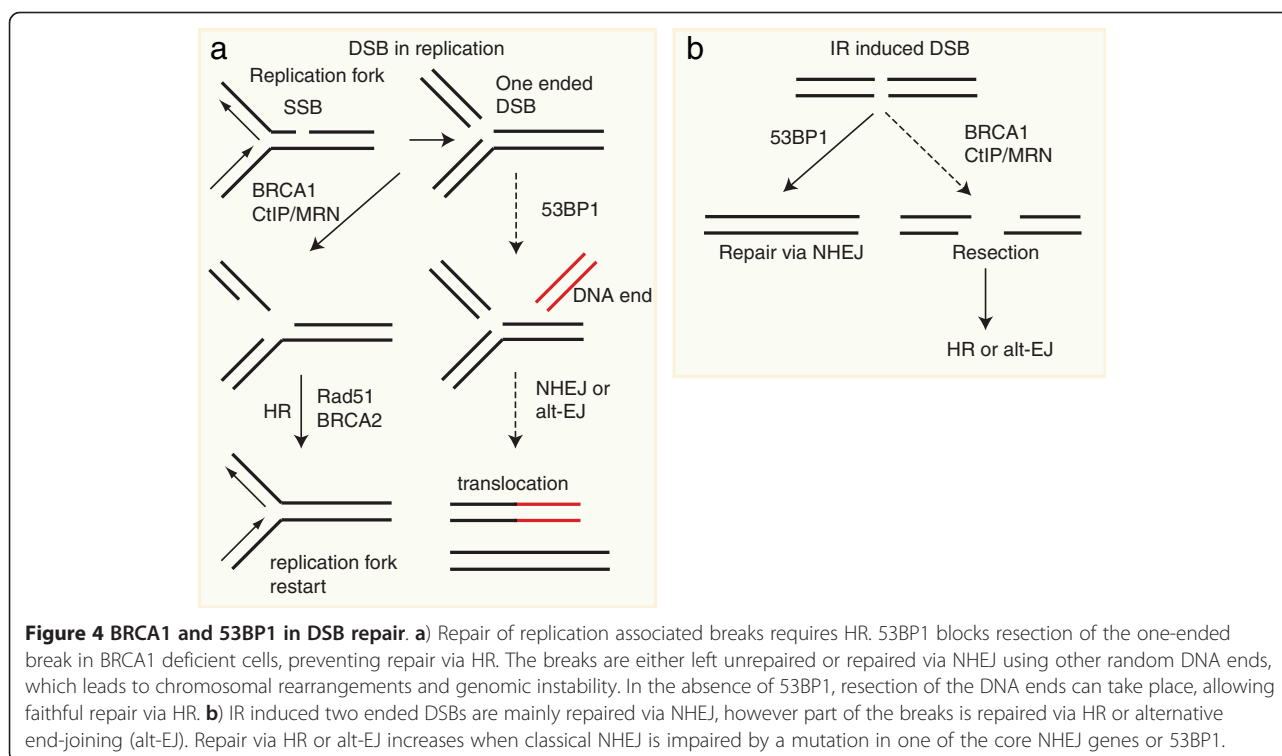 a
DSB in replication
Replication fork
SSB
One ended
DSB
BRCA1
CtIP/MRN
53BP1
DNA end
HR
Rad51
BRCA2
NHEJ or
alt-EJ
translocation
replication fork
restart
b
IR induced DSB
53BP1
BRCA1
CtIP/MRN
Repair via NHEJ
Resection
HR or alt-EJ
Figure 4 BRCA1 and 53BP1 in DSB repair. a) Repair of replication associated breaks requires HR. 53BP1 blocks resection of the one-ended
break in BRCA1 deficient cells, preventing repair via HR. The breaks are either left unrepaired or repaired via NHEJ using other random DNA ends,
which leads to chromosomal rearrangements and genomic instability. In the absence of 53BP1, resection of the DNA ends can take place, allowing
faithful repair via HR. b) IR induced two ended DSBs are mainly repaired via NHEJ, however part of the breaks is repaired via HR or alternative
end-joining (alt-EJ). Repair via HR or alt-EJ increases when classical NHEJ is impaired by a mutation in one of the core NHEJ genes or 53BP1.